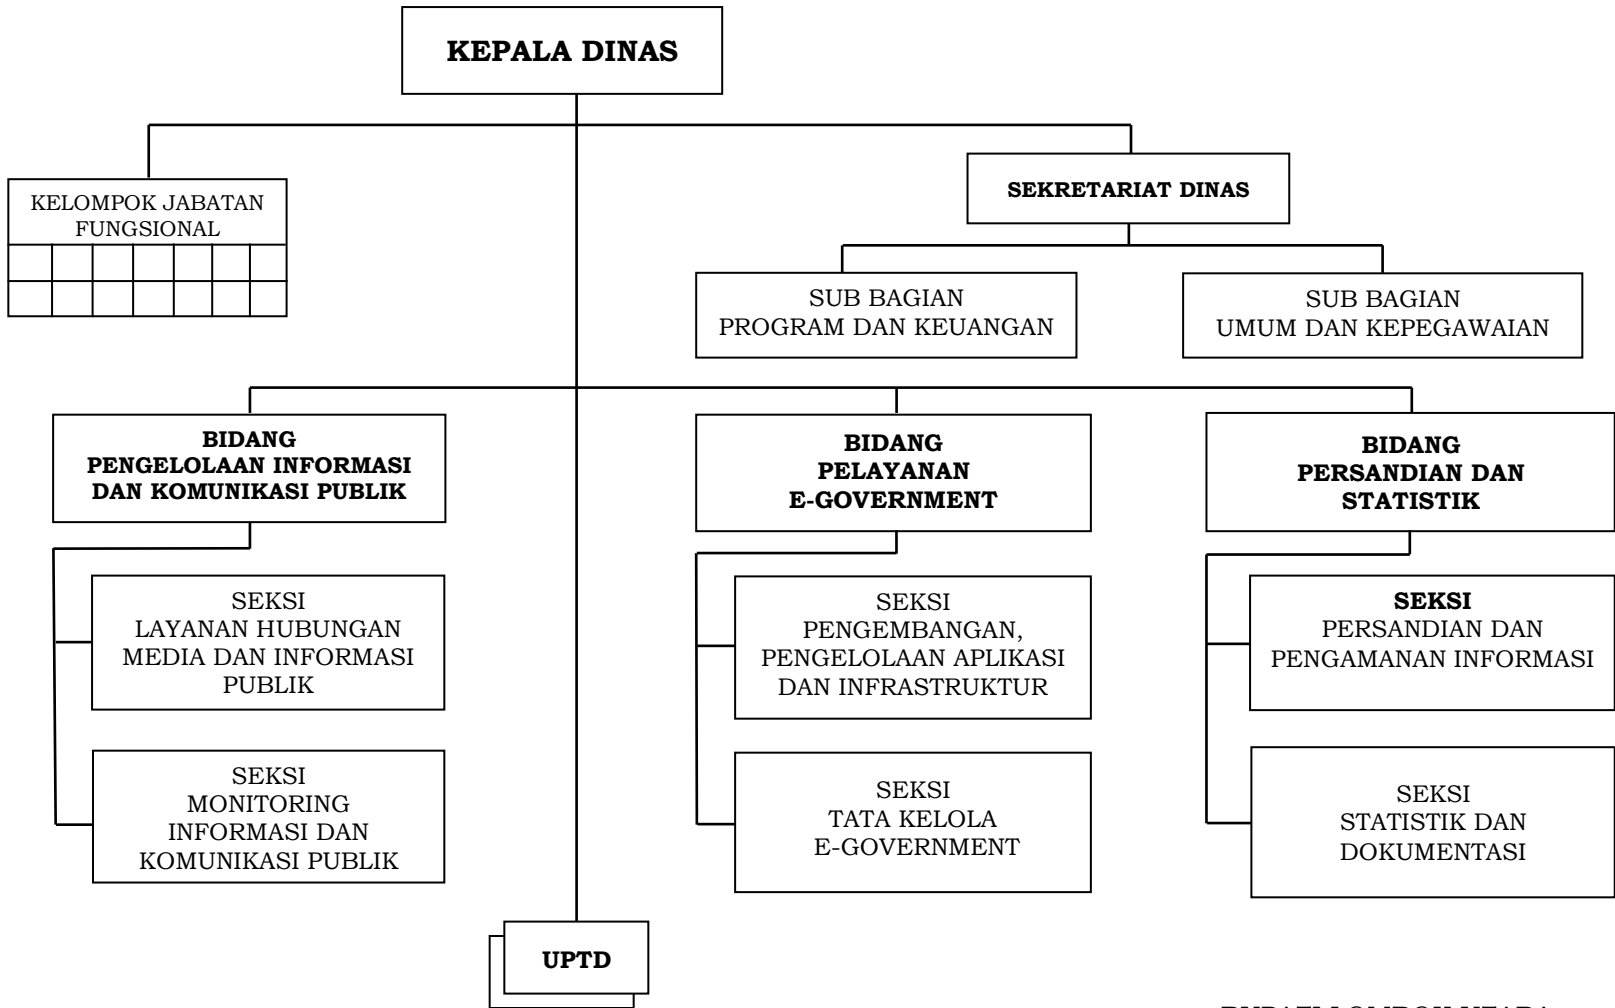 KEPALA DINAS
KELOMPOK JABATAN
FUNGSIONAL
SEKRETARIAT DINAS
SUB BAGIAN
PROGRAM DAN KEUANGAN
SUB BAGIAN
UMUM DAN KEPEGAWAIAN
BIDANG
PENGELOLAAN INFORMASI
DAN KOMUNIKASI PUBLIK
BIDANG
PELAYANAN
E-GOVERNMENT
BIDANG
PERSANDIAN DAN
STATISTIK
SEKSI
LAYANAN HUBUNGAN
MEDIA DAN INFORMASI
PUBLIK
SEKSI
PENGEMBANGAN,
PENGELOLAAN APLIKASI
DAN INFRASTRUKTUR
SEKSI
PERSANDIAN DAN
PENGAMANAN INFORMASI
SEKSI
MONITORING
INFORMASI DAN
KOMUNIKASI PUBLIK
SEKSI
TATA KELOLA
E-GOVERNMENT
SEKSI
STATISTIK DAN
DOKUMENTASI
UPTD